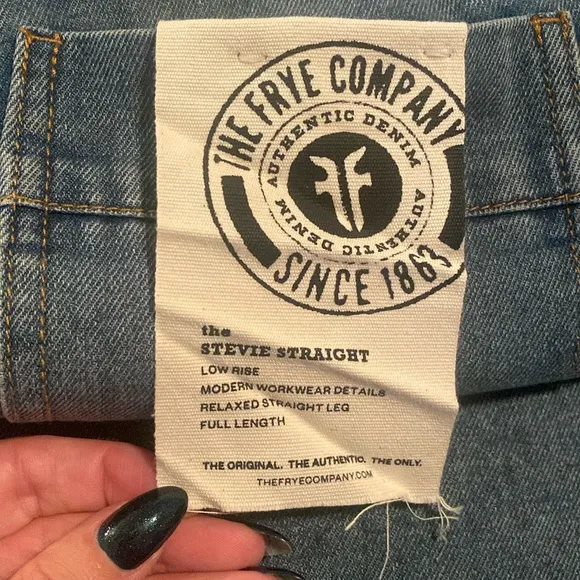 THE FRYE COMPANY
AUTHENTIC DENIM
AUTHENTIC DENIM
SINCE 1863
the
STEVIE STRAIGHT
LOW RISE
MODERN WORKWEAR DETAILS
RELAXED STRAIGHT LEG
FULL LENGTH
THE ORIGINAL. THE AUTHENTIC. THE ONLY.
THEFRYECOMPANY.COM